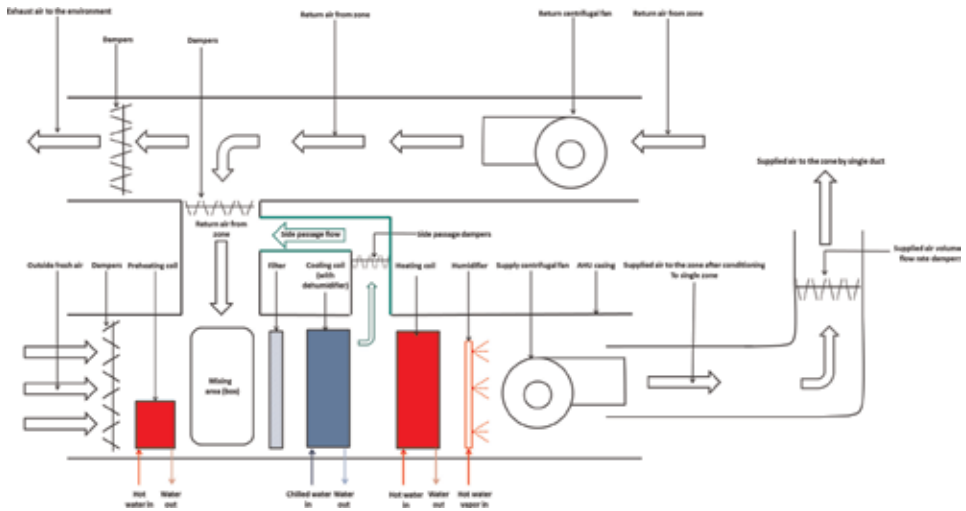 Exhaust air to the environment
Dampers
Dampers
Return air from zone
Return centrifugal fan
Return air from zone
Supplied air to the zone by single duct
Return air from
zone
Side passage flow
Side passage dampers
Supplied air volume
flow rate dampers
Outside fresh air
Dampers
Preheating coil
Filter
Cooling coil
(with
dehumidifier)
Heating coil
Humidifier
Supply centrifugal fan
Supplied air to the zone after conditioning
To single zone
AHU casing
Mixing
area (box)
Hot
water in
Water
out
Chilled water
in
Water
out
Hot water
in
Water
out
Hot water
vapor in